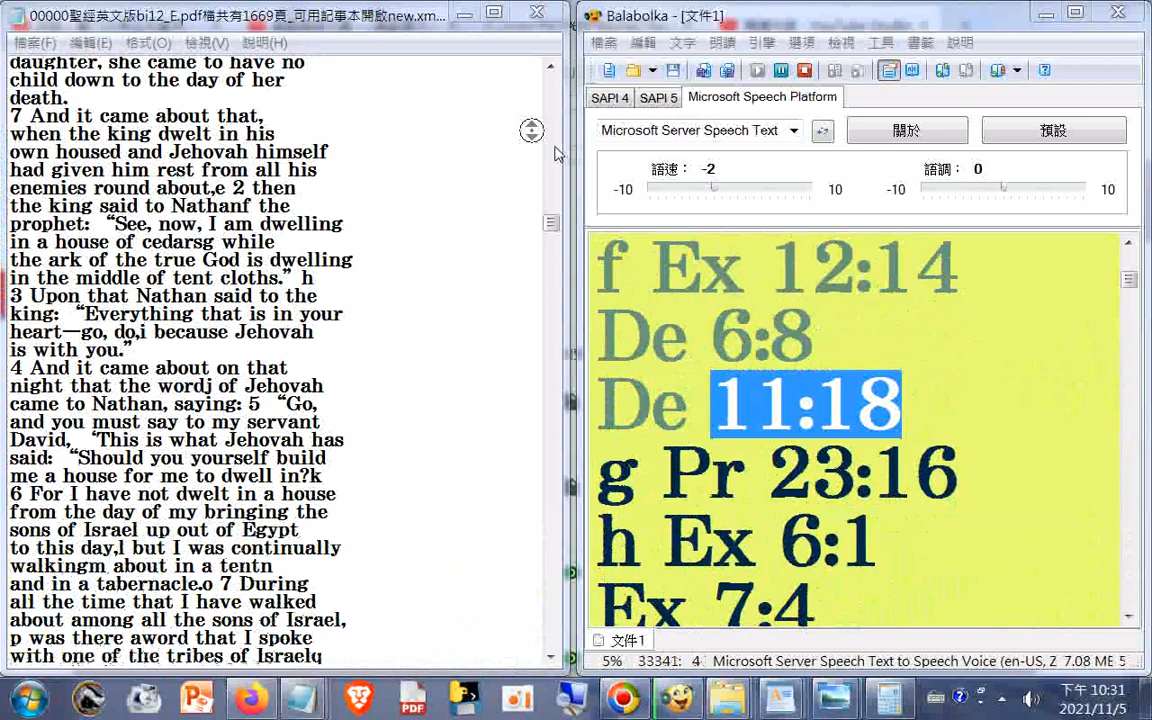 00000聖經英文版bi12_E.pdf檔共有1669頁_可用記事本開啟new.xm...
檔案(F) 編輯(E) 格式(O) 檢視(V) 說明(H)
daughter, she came to have no
child down to the day of her
death.
7 And it came about that,
when the king dwelt in his
own housed and Jehovah himself
had given him rest from all his
enemies round about,e 2 then
the king said to Nathanf the
prophet: “See, now, I am dwelling
in a house of cedarsg while
the ark of the true God is dwelling
in the middle of tent cloths.” h
3 Upon that Nathan said to the
king: “Everything that is in your
heart—go, do,i because Jehovah
is with you.”
4 And it came about on that
night that the wordj of Jehovah
came to Nathan, saying: 5 “Go,
and you must say to my servant
David, ‘This is what Jehovah has
said: “Should you yourself build
me a house for me to dwell in?k
6 For I have not dwelt in a house
from the day of my bringing the
sons of Israel up out of Egypt
to this day,l but I was continually
walkingm about in a tentn
and in a tabernacle.o 7 During
all the time that I have walked
about among all the sons of Israel,
p was there aword that I spoke
with one of the tribes of Israelq
Balabolka - [文件1]
檔案 編輯 文字 朗讀 引擎 選項 檢視 工具 書籤 說明
SAPI 4 SAPI 5 Microsoft Speech Platform
Microsoft Server Speech Text 關於 預設
語速： -2 語調： 0
-10 10 -10 10
f Ex 12:14
De 6:8
De 11:18
g Pr 23:16
h Ex 6:1
Ex 7:4
文件1
5% 33341: 4 Microsoft Server Speech Text to Speech Voice (en-US, Z 7.08 MB 5
PDF
下午 10:31
2021/11/5